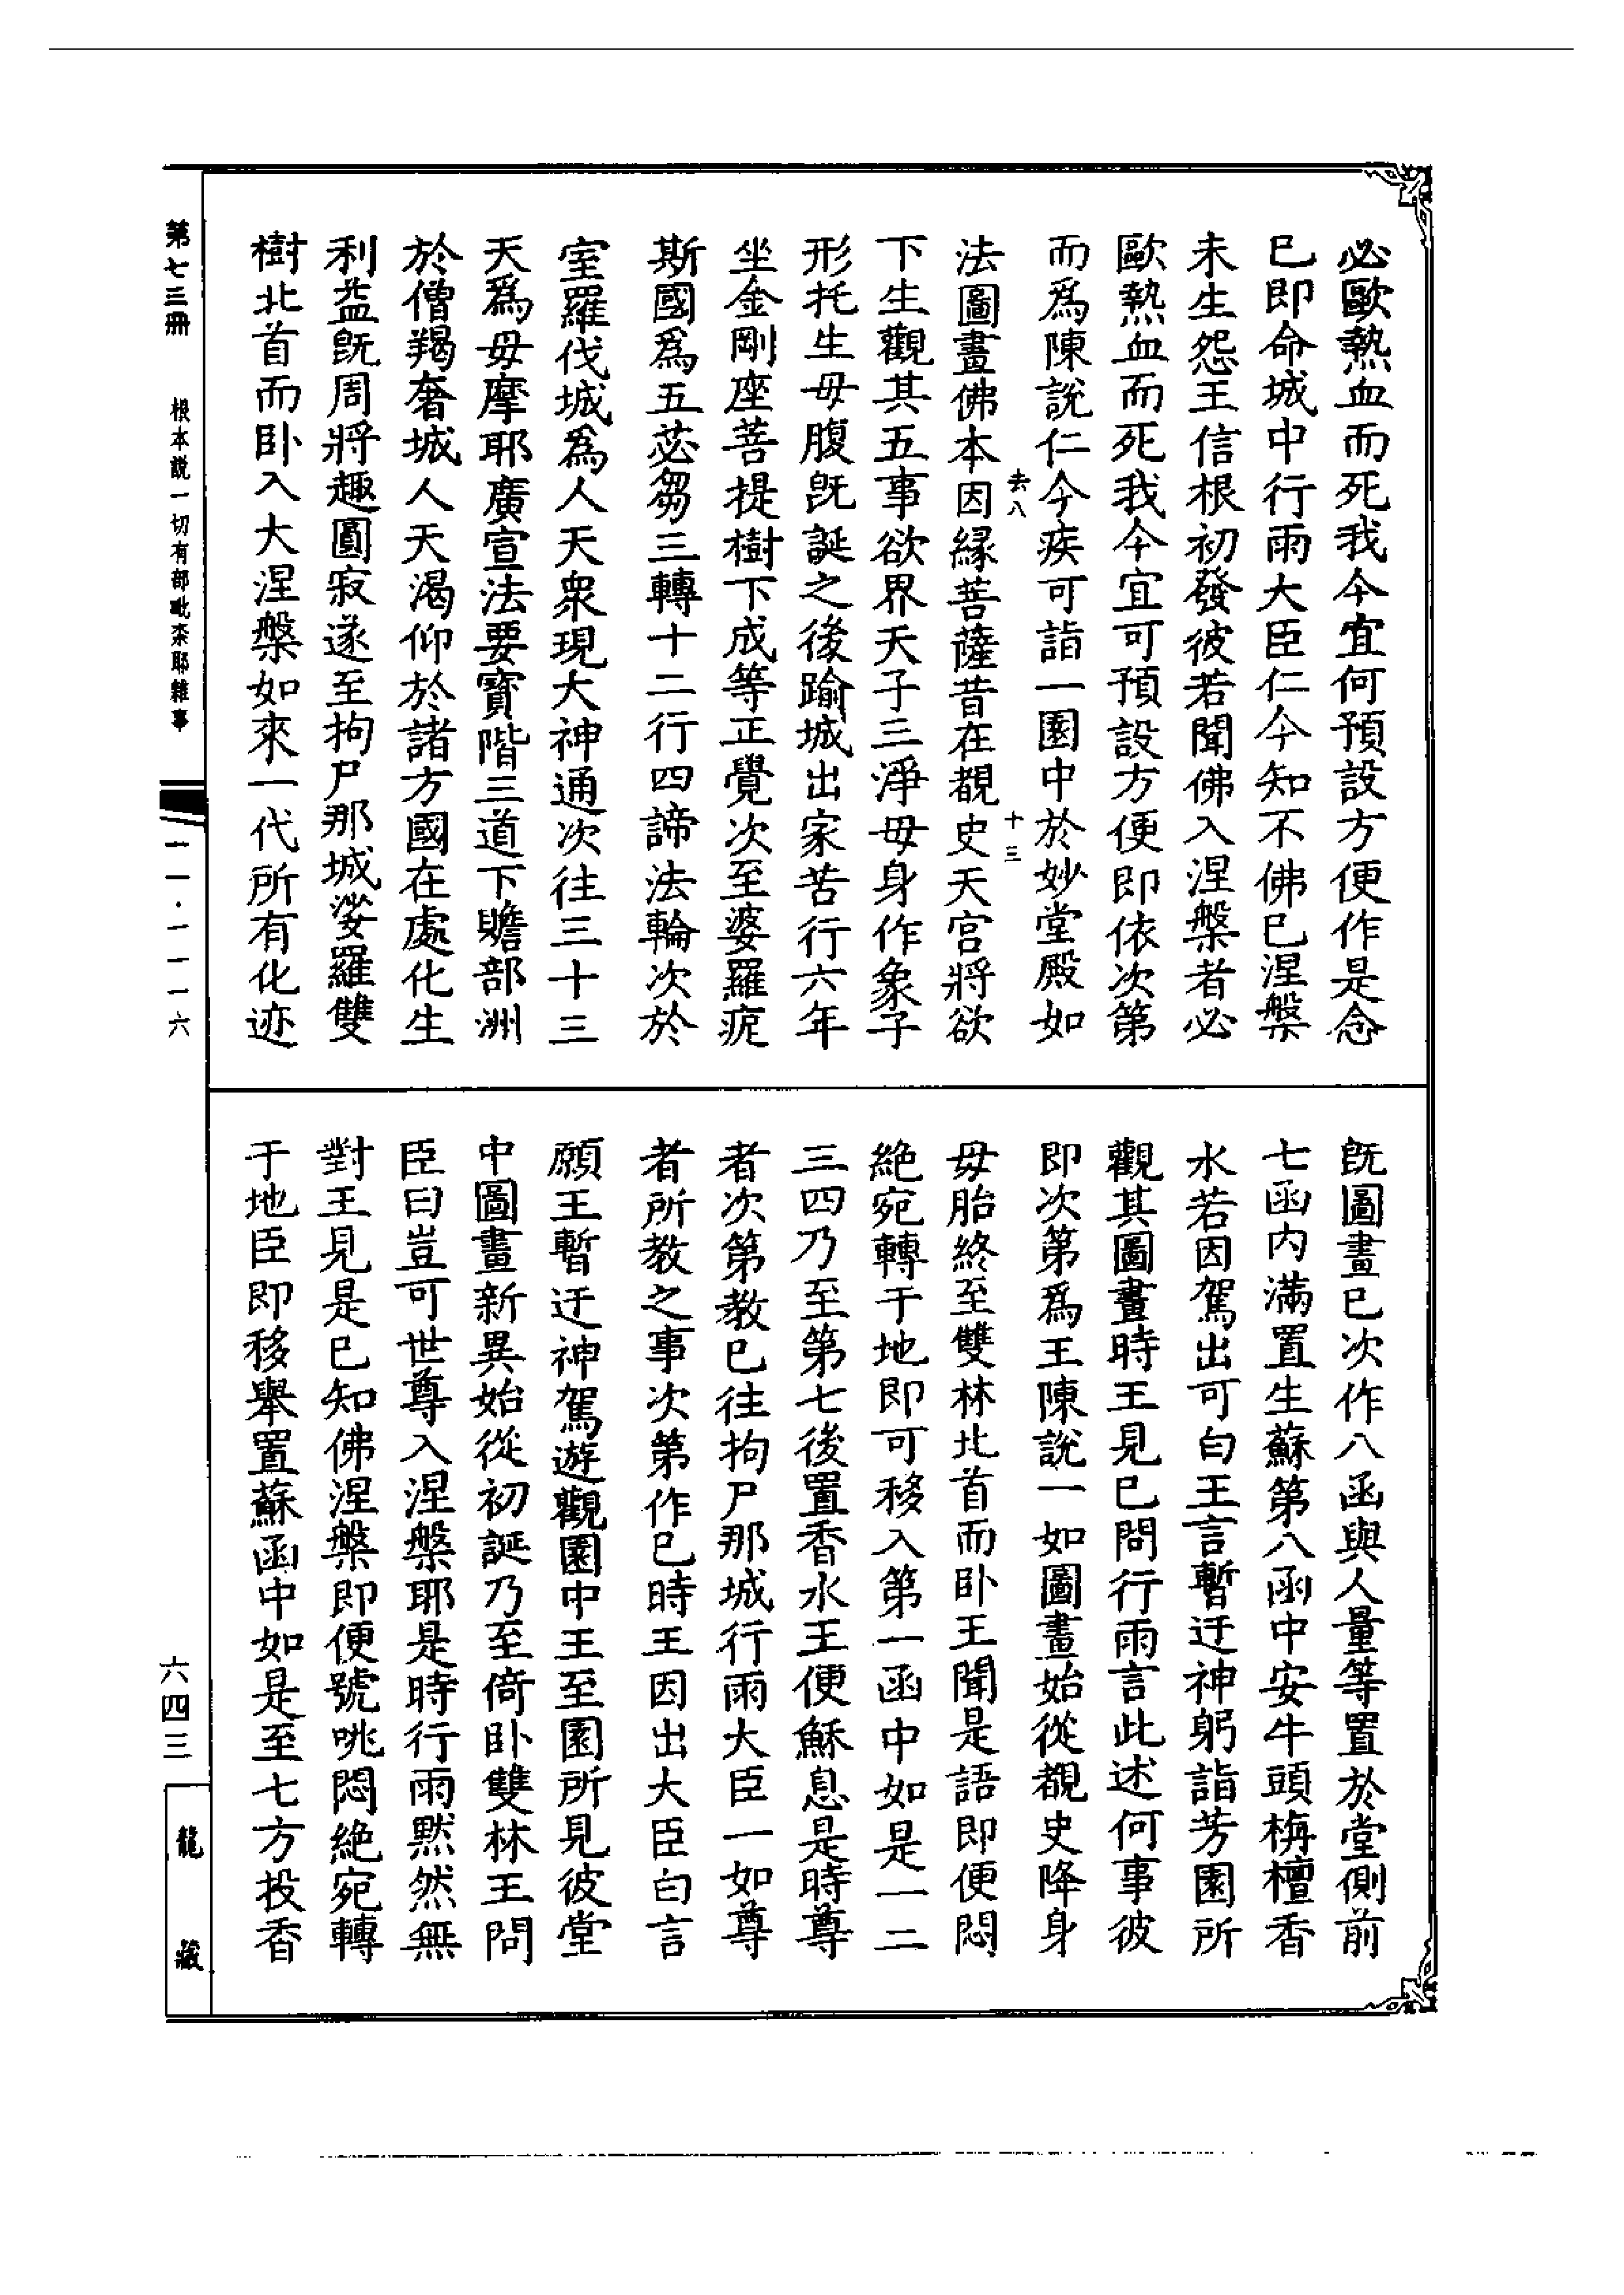 必歐熱血而死我今宜何預設方便作是念
已即命城中行雨大臣仁今知不佛已涅槃
未生怨王信根初發彼若聞佛入涅槃者必
歐熱血而死我今宜可預設方便即依次第
而爲陳說仁今疾可詣一園中於妙堂殿如
去八
十三
法圖畫佛本因緣菩薩昔在覩史天宮將欲
下生觀其五事欲界天子三淨母身作象子
形托生母腹旣誕之後踰城出家苦行六年
坐金剛座菩提樹下成等正覺次至婆羅痆
斯國爲五苾芻三轉十二行四諦法輪次於
室羅伐城爲人天衆現大神通次往三十三
天爲母摩耶廣宣法要寶階三道下贍部洲
於僧羯奢城人天渴仰於諸方國在處化生
利益旣周將趣圓寂遂至拘尸那城娑羅雙
樹北首而卧入大涅槃如來一代所有化迹
旣圖畫已次作八函與人量等置於堂側前
七函內滿置生蘇第八函中安牛頭栴檀香
水若因駕出可白王言暫迂神躬詣芳園所
觀其圖畫時王見已問行雨言此述何事彼
即次第爲王陳說一如圖畫始從覩史降身
母胎終至雙林北首而卧王聞是語即便悶
絕宛轉于地即可移入第一函中如是一二
三四乃至第七後置香水王便穌息是時尊
者次第教已往拘尸那城行雨大臣一如尊
者所教之事次第作已時王因出大臣白言
願王暫迂神駕遊觀園中王至園所見彼堂
中圖畫新異始從初誕乃至倚卧雙林王問
臣曰豈可世尊入涅槃耶是時行雨默然無
對王見是已知佛涅槃即便號咷悶絕宛轉
于地臣即移舉置蘇函中如是至七方投香
第七三冊
根本說一切有部毗柰耶雜事
一一·一一一六
六四三
龍藏